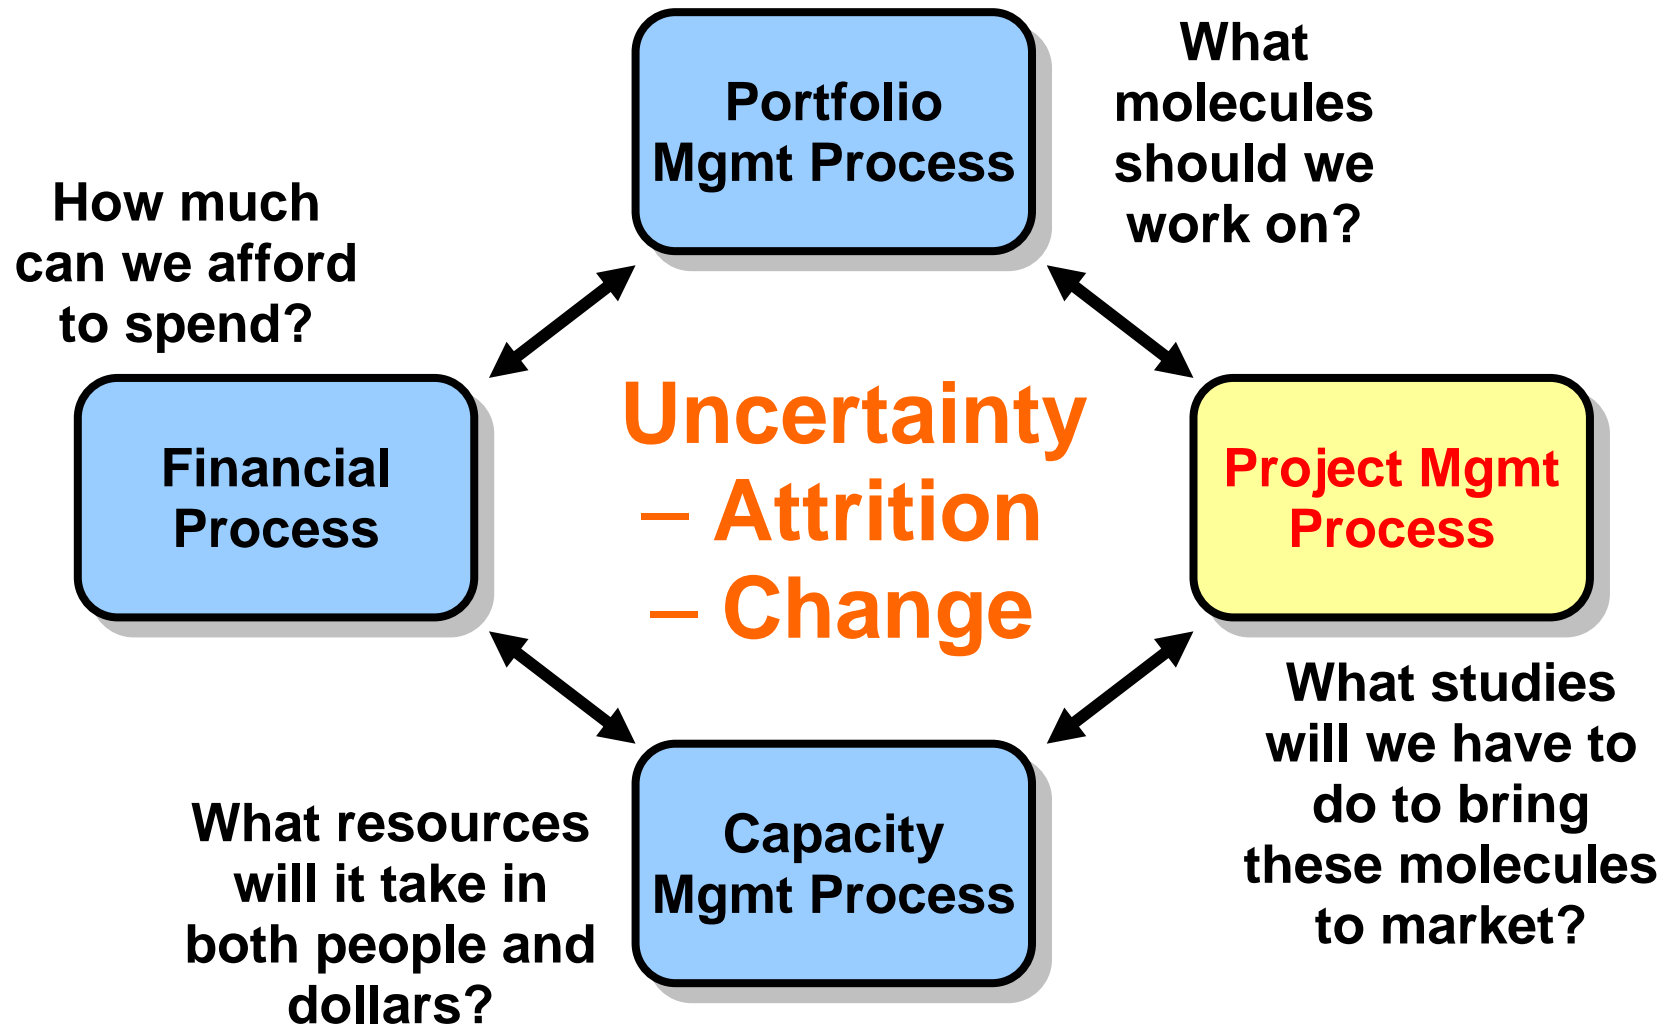 Portfolio
Mgmt Process
What
molecules
should we
work on?
How much
can we afford
to spend?
Financial
Process
Uncertainty
– Attrition
– Change
Project Mgmt
Process
What studies
will we have to
do to bring
these molecules
to market?
Capacity
Mgmt Process
What resources
will it take in
both people and
dollars?